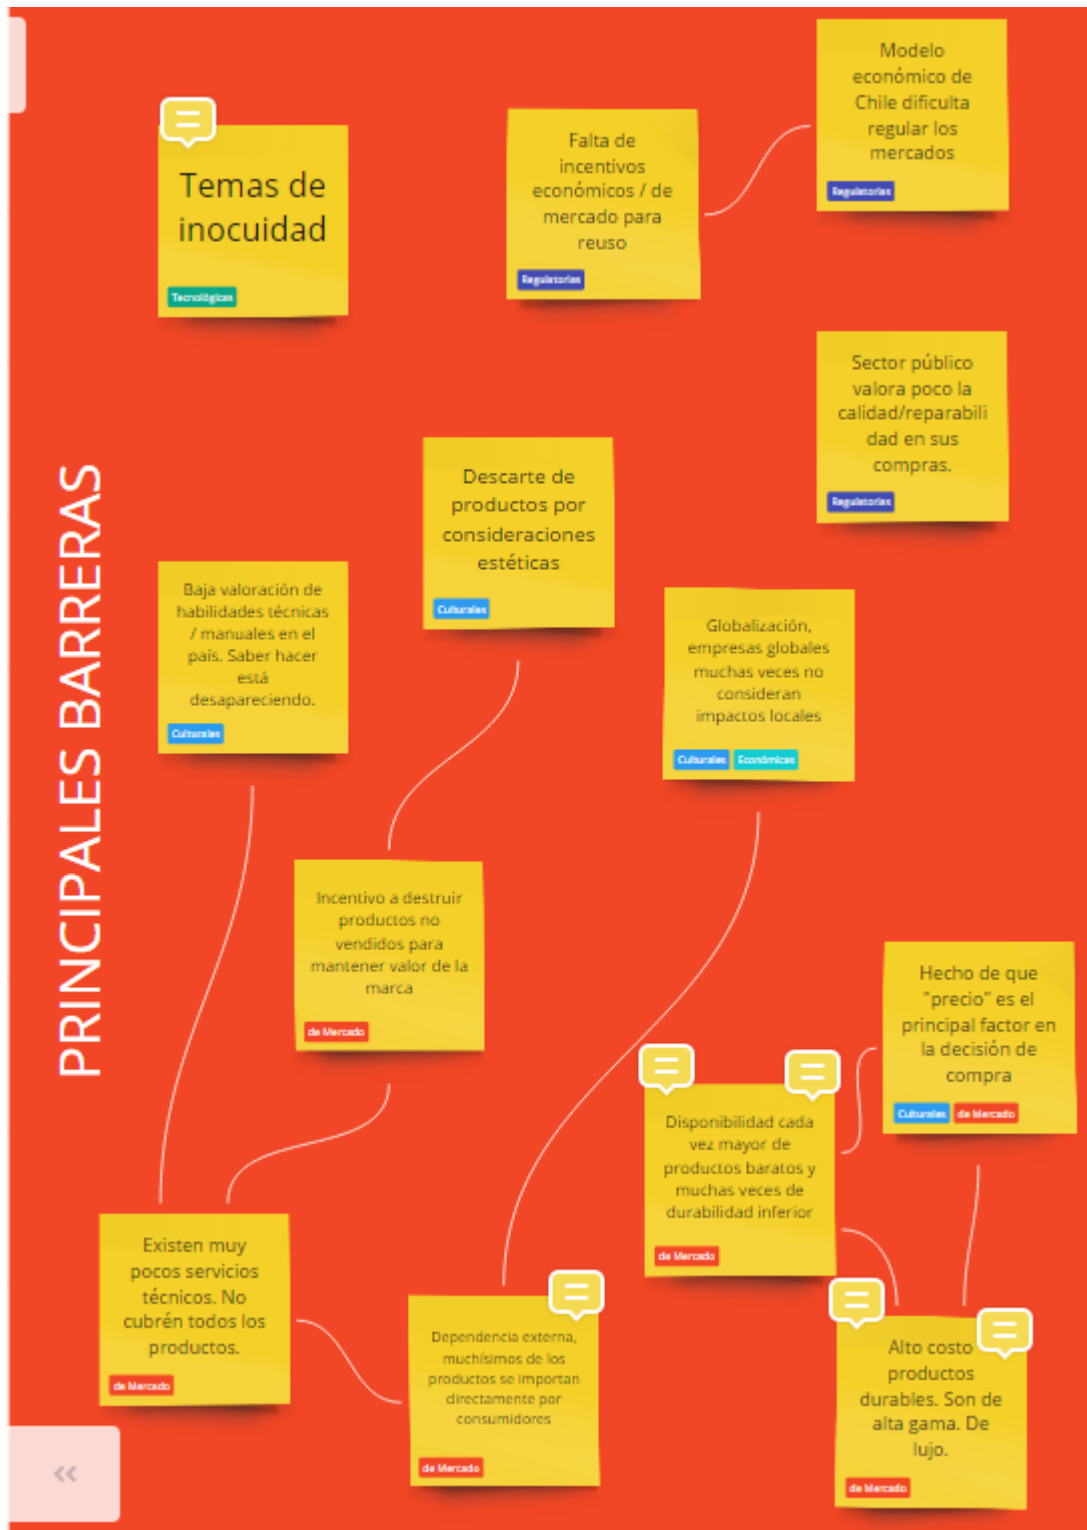 PRINCIPALES BARRERAS
Modelo
económico de
Chile dificulta
regular los
mercados
Regulatorias
Falta de
incentivos
económicos / de
mercado para
reuso
Regulatorias
Temas de
inocuidad
Tecnológicas
Sector público
valora poco la
calidad/reparabili
dad en sus
compras.
Regulatorias
Descarte de
productos por
consideraciones
estéticas
Culturales
Baja valoración de
habilidades técnicas
/ manuales en el
país. Saber hacer
está
desapareciendo.
Culturales
Globalización,
empresas globales
muchas veces no
consideran
impactos locales
Culturales Económicas
Incentivo a destruir
productos no
vendidos para
mantener valor de la
marca
de Mercado
Hecho de que
"precio" es el
principal factor en
la decisión de
compra
Culturales de Mercado
Disponibilidad cada
vez mayor de
productos baratos y
muchas veces de
durabilidad inferior
de Mercado
Existen muy
pocos servicios
técnicos. No
cubrén todos los
productos.
de Mercado
Dependencia externa,
muchísimos de los
productos se importan
directamente por
consumidores
de Mercado
Alto costo
productos
durables. Son de
alta gama. De
lujo.
de Mercado